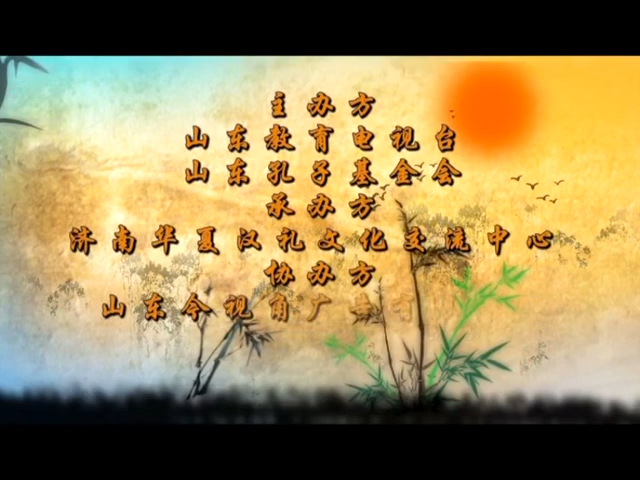 主办方
山东教育电视台
山东孔子基金会
承办方
济南华夏汉礼文化交流中心
协办方
山东今视角广告有